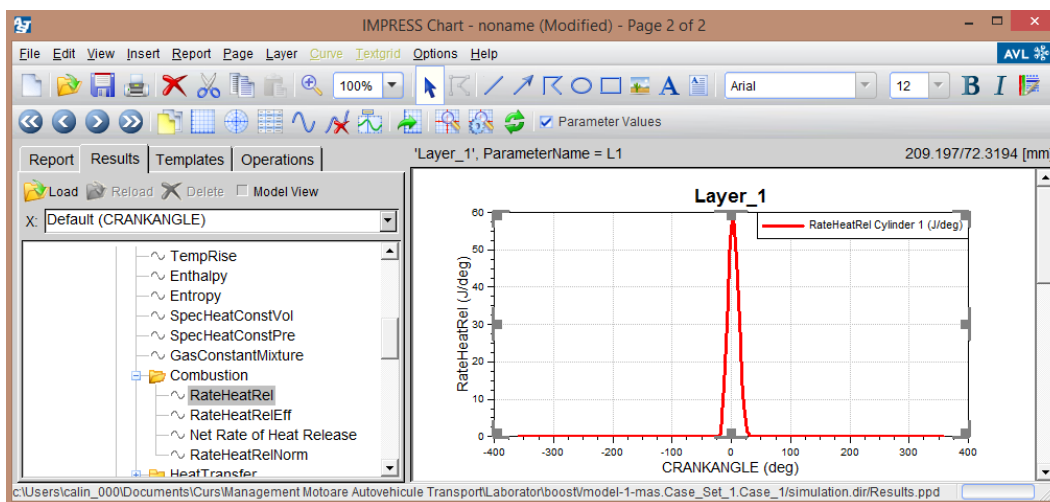 IMPRESS Chart - noname (Modified) - Page 2 of 2
File Edit View Insert Report Page Layer Curve Textgrid Options Help
AVL
100%
A
Arial
12
B I
Parameter Values
Report Results Templates Operations
'Layer_1', ParameterName = L1
209.197/72.3194 [mm
Load Reload Delete Model View
X: Default (CRANKANGLE)
TempRise
Enthalpy
Entropy
SpecHeatConstVol
SpecHeatConstPre
GasConstantMixture
Combustion
RateHeatRel
RateHeatRelEff
Net Rate of Heat Release
RateHeatRelNorm
HeatTransfer
Layer_1
RateHeatRel Cylinder 1 (J/deg)
RateHeatRel (J/deg)
60
50
40
30
20
10
0
-400 -300 -200 -100 0 100 200 300 400
CRANKANGLE (deg)
c:\Users\calin_000\Documents\Curs\Management Motoare Autovehicule Transport\Laborator\boost\model-1-mas.Case_Set_1.Case_1/simulation.dir/Results.ppd